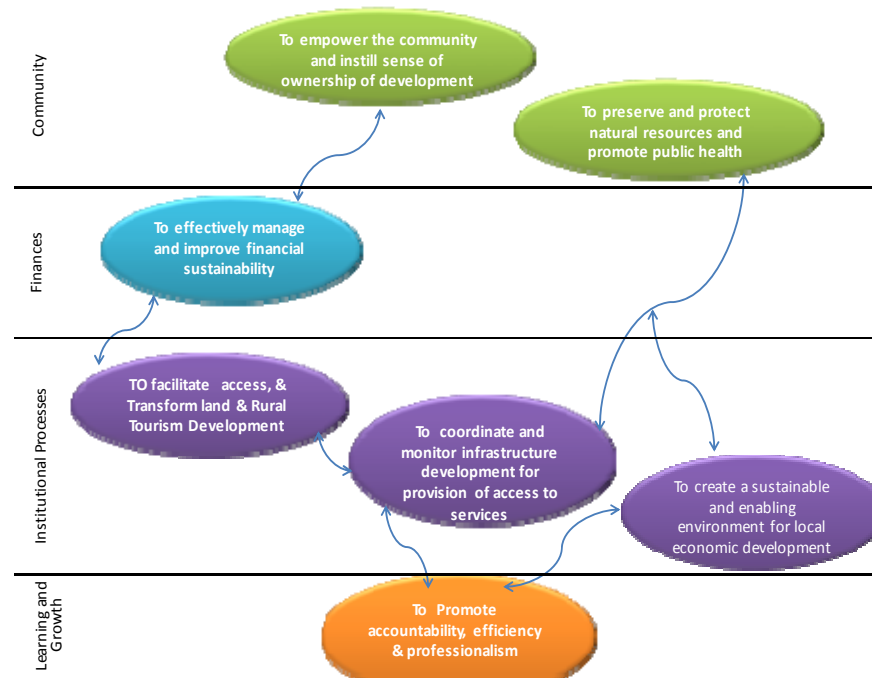 Community
To empower the community
and instill sense of
ownership of development
To preserve and protect
natural resources and
promote public health
Finances
To effectively manage
and improve financial
sustainability
Institutional Processes
TO facilitate access, &
Transform land & Rural
Tourism Development
To coordinate and
monitor infrastructure
development for
provision of access to
services
To create a sustainable
and enabling
environment for local
economic development
Learning and
Growth
To Promote
accountability, efficiency
& professionalism